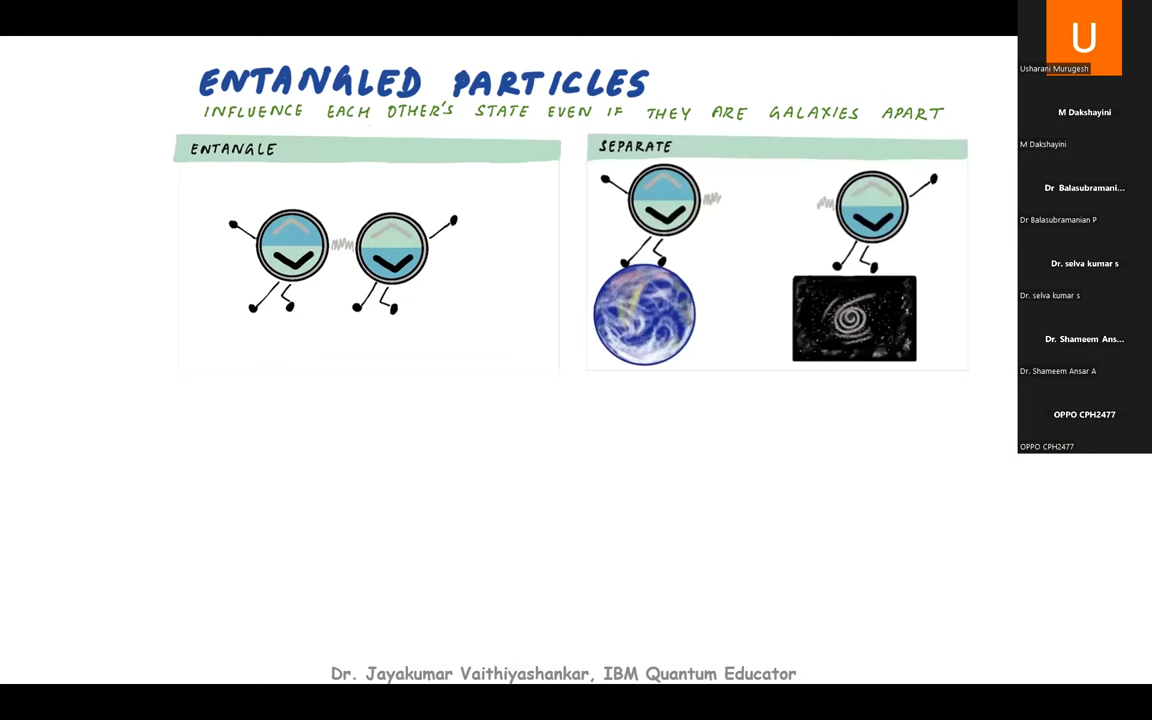 ENTANGLED PARTICLES
INFLUENCE EACH OTHER'S STATE EVEN IF THEY ARE GALAXIES APART
ENTANGLE
SEPARATE
Dr. Jayakumar Vaithiyashankar, IBM Quantum Educator
U
Usharani Murugesh
M Dakshayini
M Dakshayini
Dr Balasubramani...
Dr Balasubramanian P
Dr. selva kumar s
Dr. selva kumar s
Dr. Shameem Ans...
Dr. Shameem Ansar A
OPPO CPH2477
OPPO CPH2477